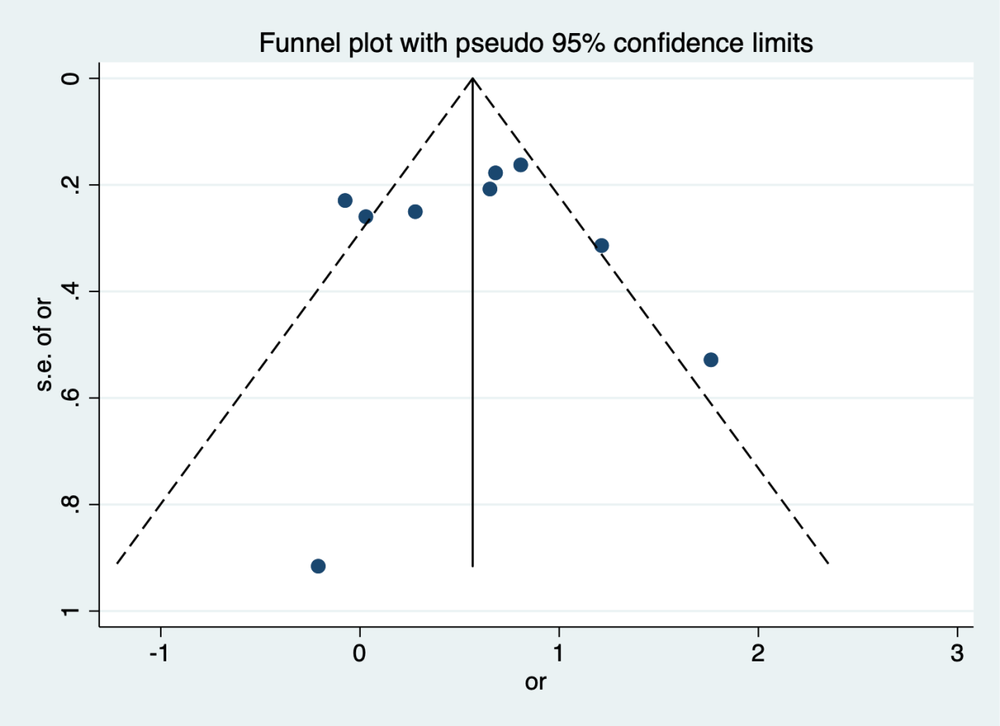 Funnel plot with pseudo 95% confidence limits
0
.2
.4
.6
.8
1
s.e. of or
-1 0 1 2 3
or